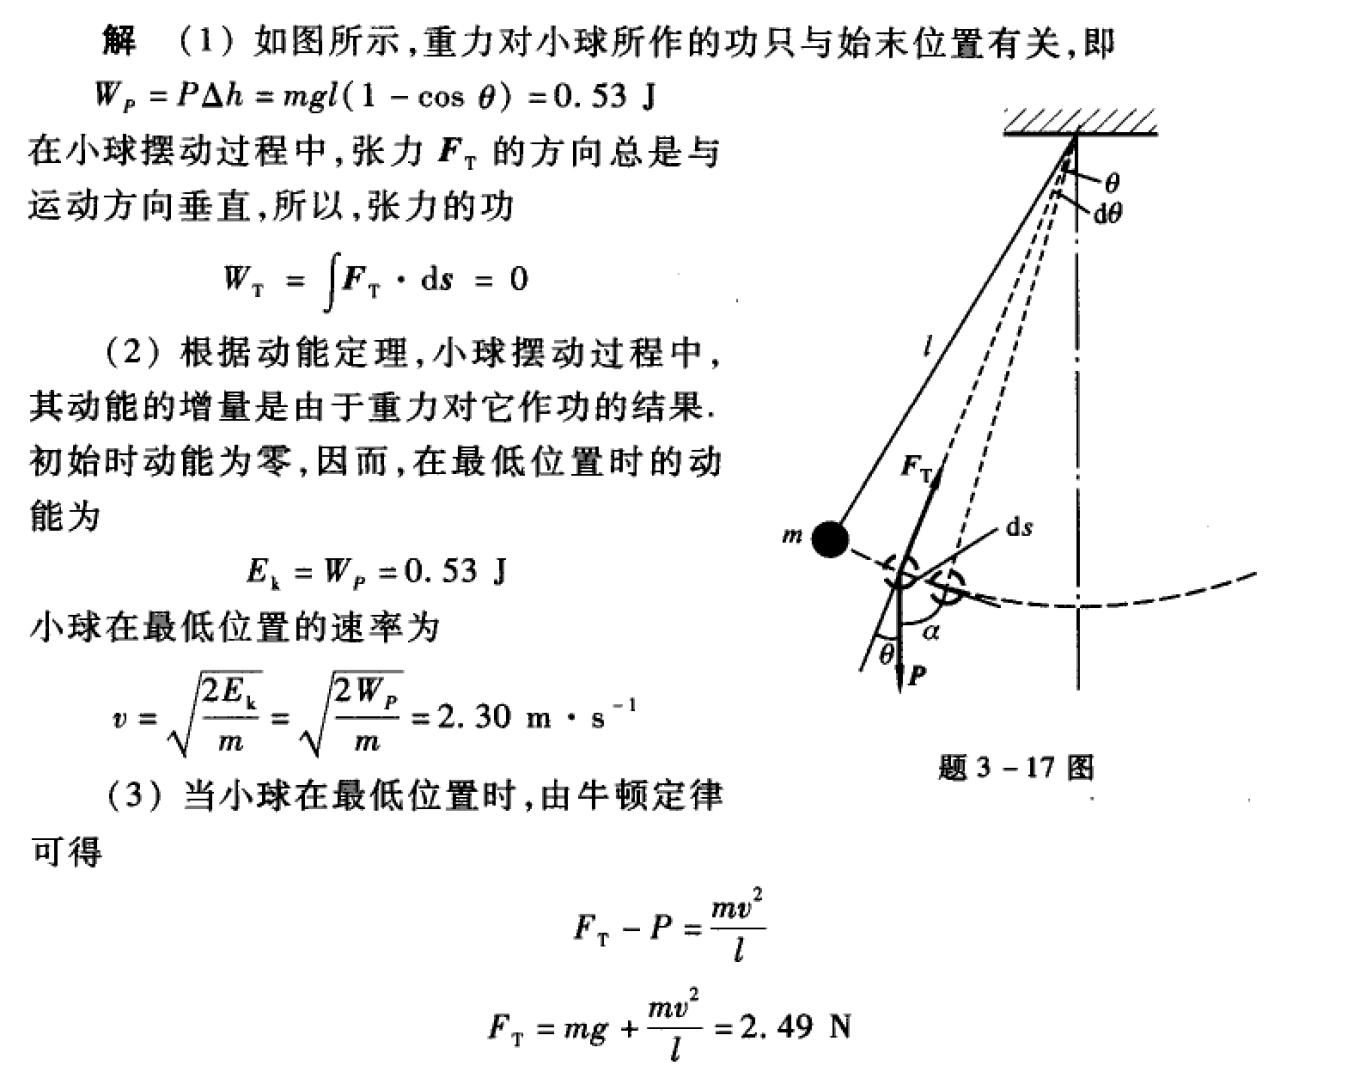 解 (1) 如图所示,重力对小球所作的功只与始末位置有关,即
W_P = PΔh = mgl(1 - cos θ) = 0.53 J
在小球摆动过程中,张力 F_T 的方向总是与
运动方向垂直,所以,张力的功
W_T = ∫F_T · ds = 0
(2) 根据动能定理,小球摆动过程中,
其动能的增量是由于重力对它作功的结果.
初始时动能为零,因而,在最低位置时的动
能为
E_k = W_P = 0.53 J
小球在最低位置的速率为
v = √(2E_k/m) = √(2W_P/m) = 2.30 m · s⁻¹
(3) 当小球在最低位置时,由牛顿定律
可得
F_T - P = mv²/l
F_T = mg + mv²/l = 2.49 N
θ
dθ
l
F_T
m
ds
α
θ
P
题 3-17 图